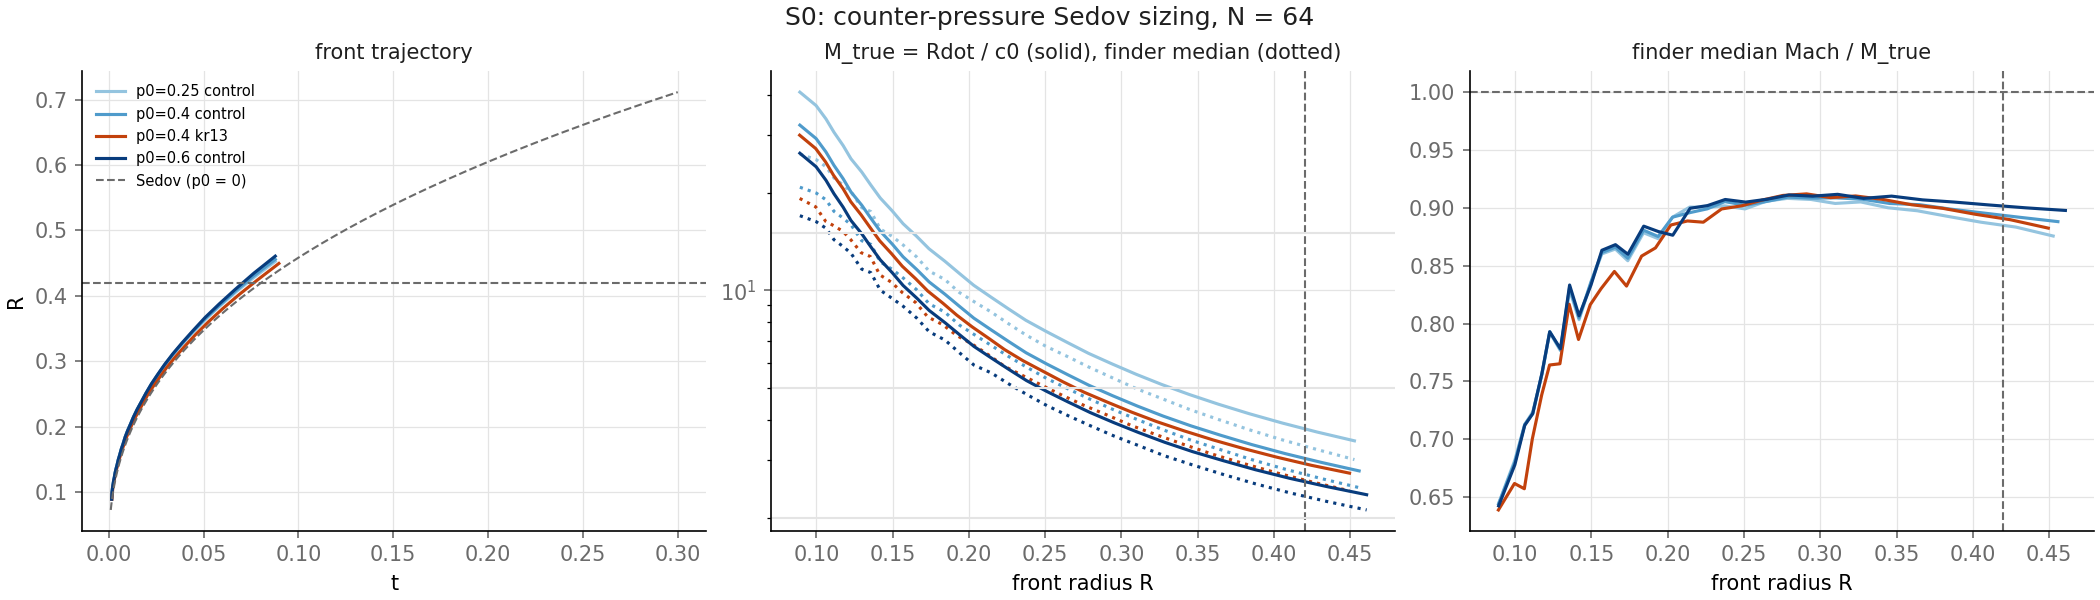 S0: counter-pressure Sedov sizing, N = 64
front trajectory
p0=0.25 control
p0=0.4 control
p0=0.4 kr13
p0=0.6 control
Sedov (p0 = 0)
R
0.7
0.6
0.5
0.4
0.3
0.2
0.1
0.00 0.05 0.10 0.15 0.20 0.25 0.30
t
M_true = Rdot / c0 (solid), finder median (dotted)
10^1
0.10 0.15 0.20 0.25 0.30 0.35 0.40 0.45
front radius R
finder median Mach / M_true
1.00
0.95
0.90
0.85
0.80
0.75
0.70
0.65
0.10 0.15 0.20 0.25 0.30 0.35 0.40 0.45
front radius R